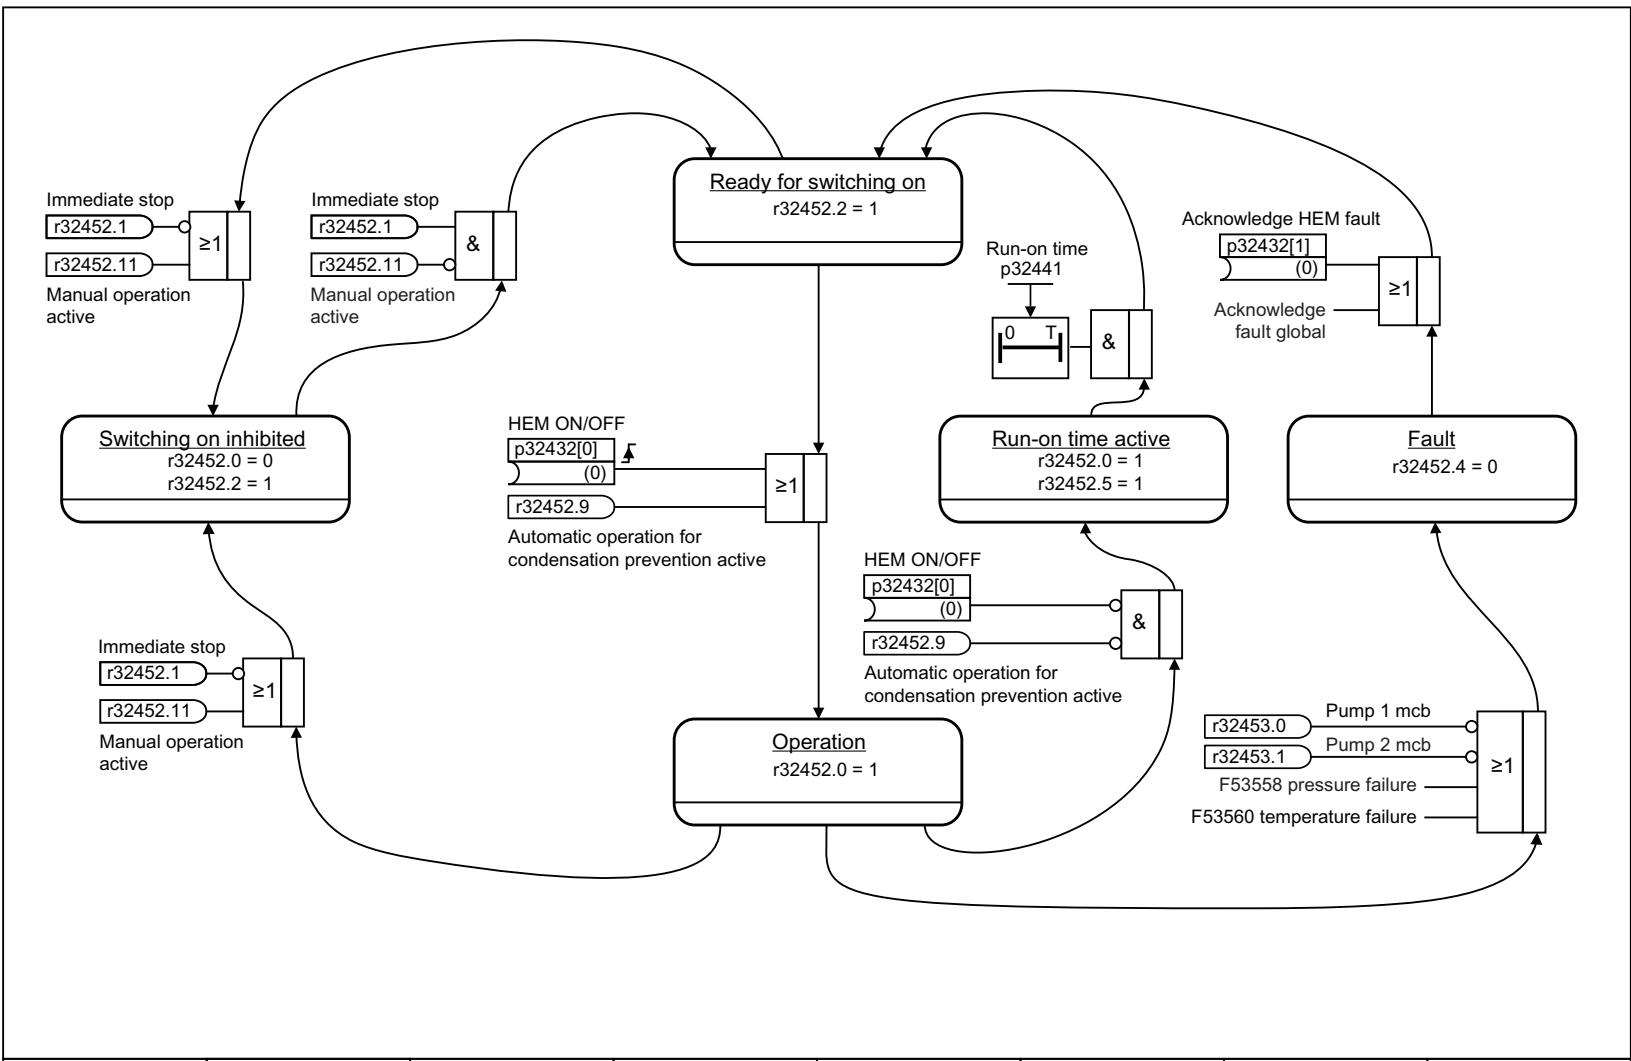 Ready for switching on
r32452.2 = 1
Immediate stop
r32452.1
r32452.11
≥1
Manual operation
active
Immediate stop
r32452.1
r32452.11
&
Manual operation
active
Run-on time
p32441
0 T
&
Acknowledge HEM fault
p32432[1]
(0)
≥1
Acknowledge
fault global
Switching on inhibited
r32452.0 = 0
r32452.2 = 1
HEM ON/OFF
p32432[0]
(0)
r32452.9
≥1
Automatic operation for
condensation prevention active
Run-on time active
r32452.0 = 1
r32452.5 = 1
Fault
r32452.4 = 0
HEM ON/OFF
p32432[0]
(0)
r32452.9
&
Automatic operation for
condensation prevention active
Immediate stop
r32452.1
r32452.11
≥1
Manual operation
active
Operation
r32452.0 = 1
r32453.0
Pump 1 mcb
r32453.1
Pump 2 mcb
≥1
F53558 pressure failure
F53560 temperature failure